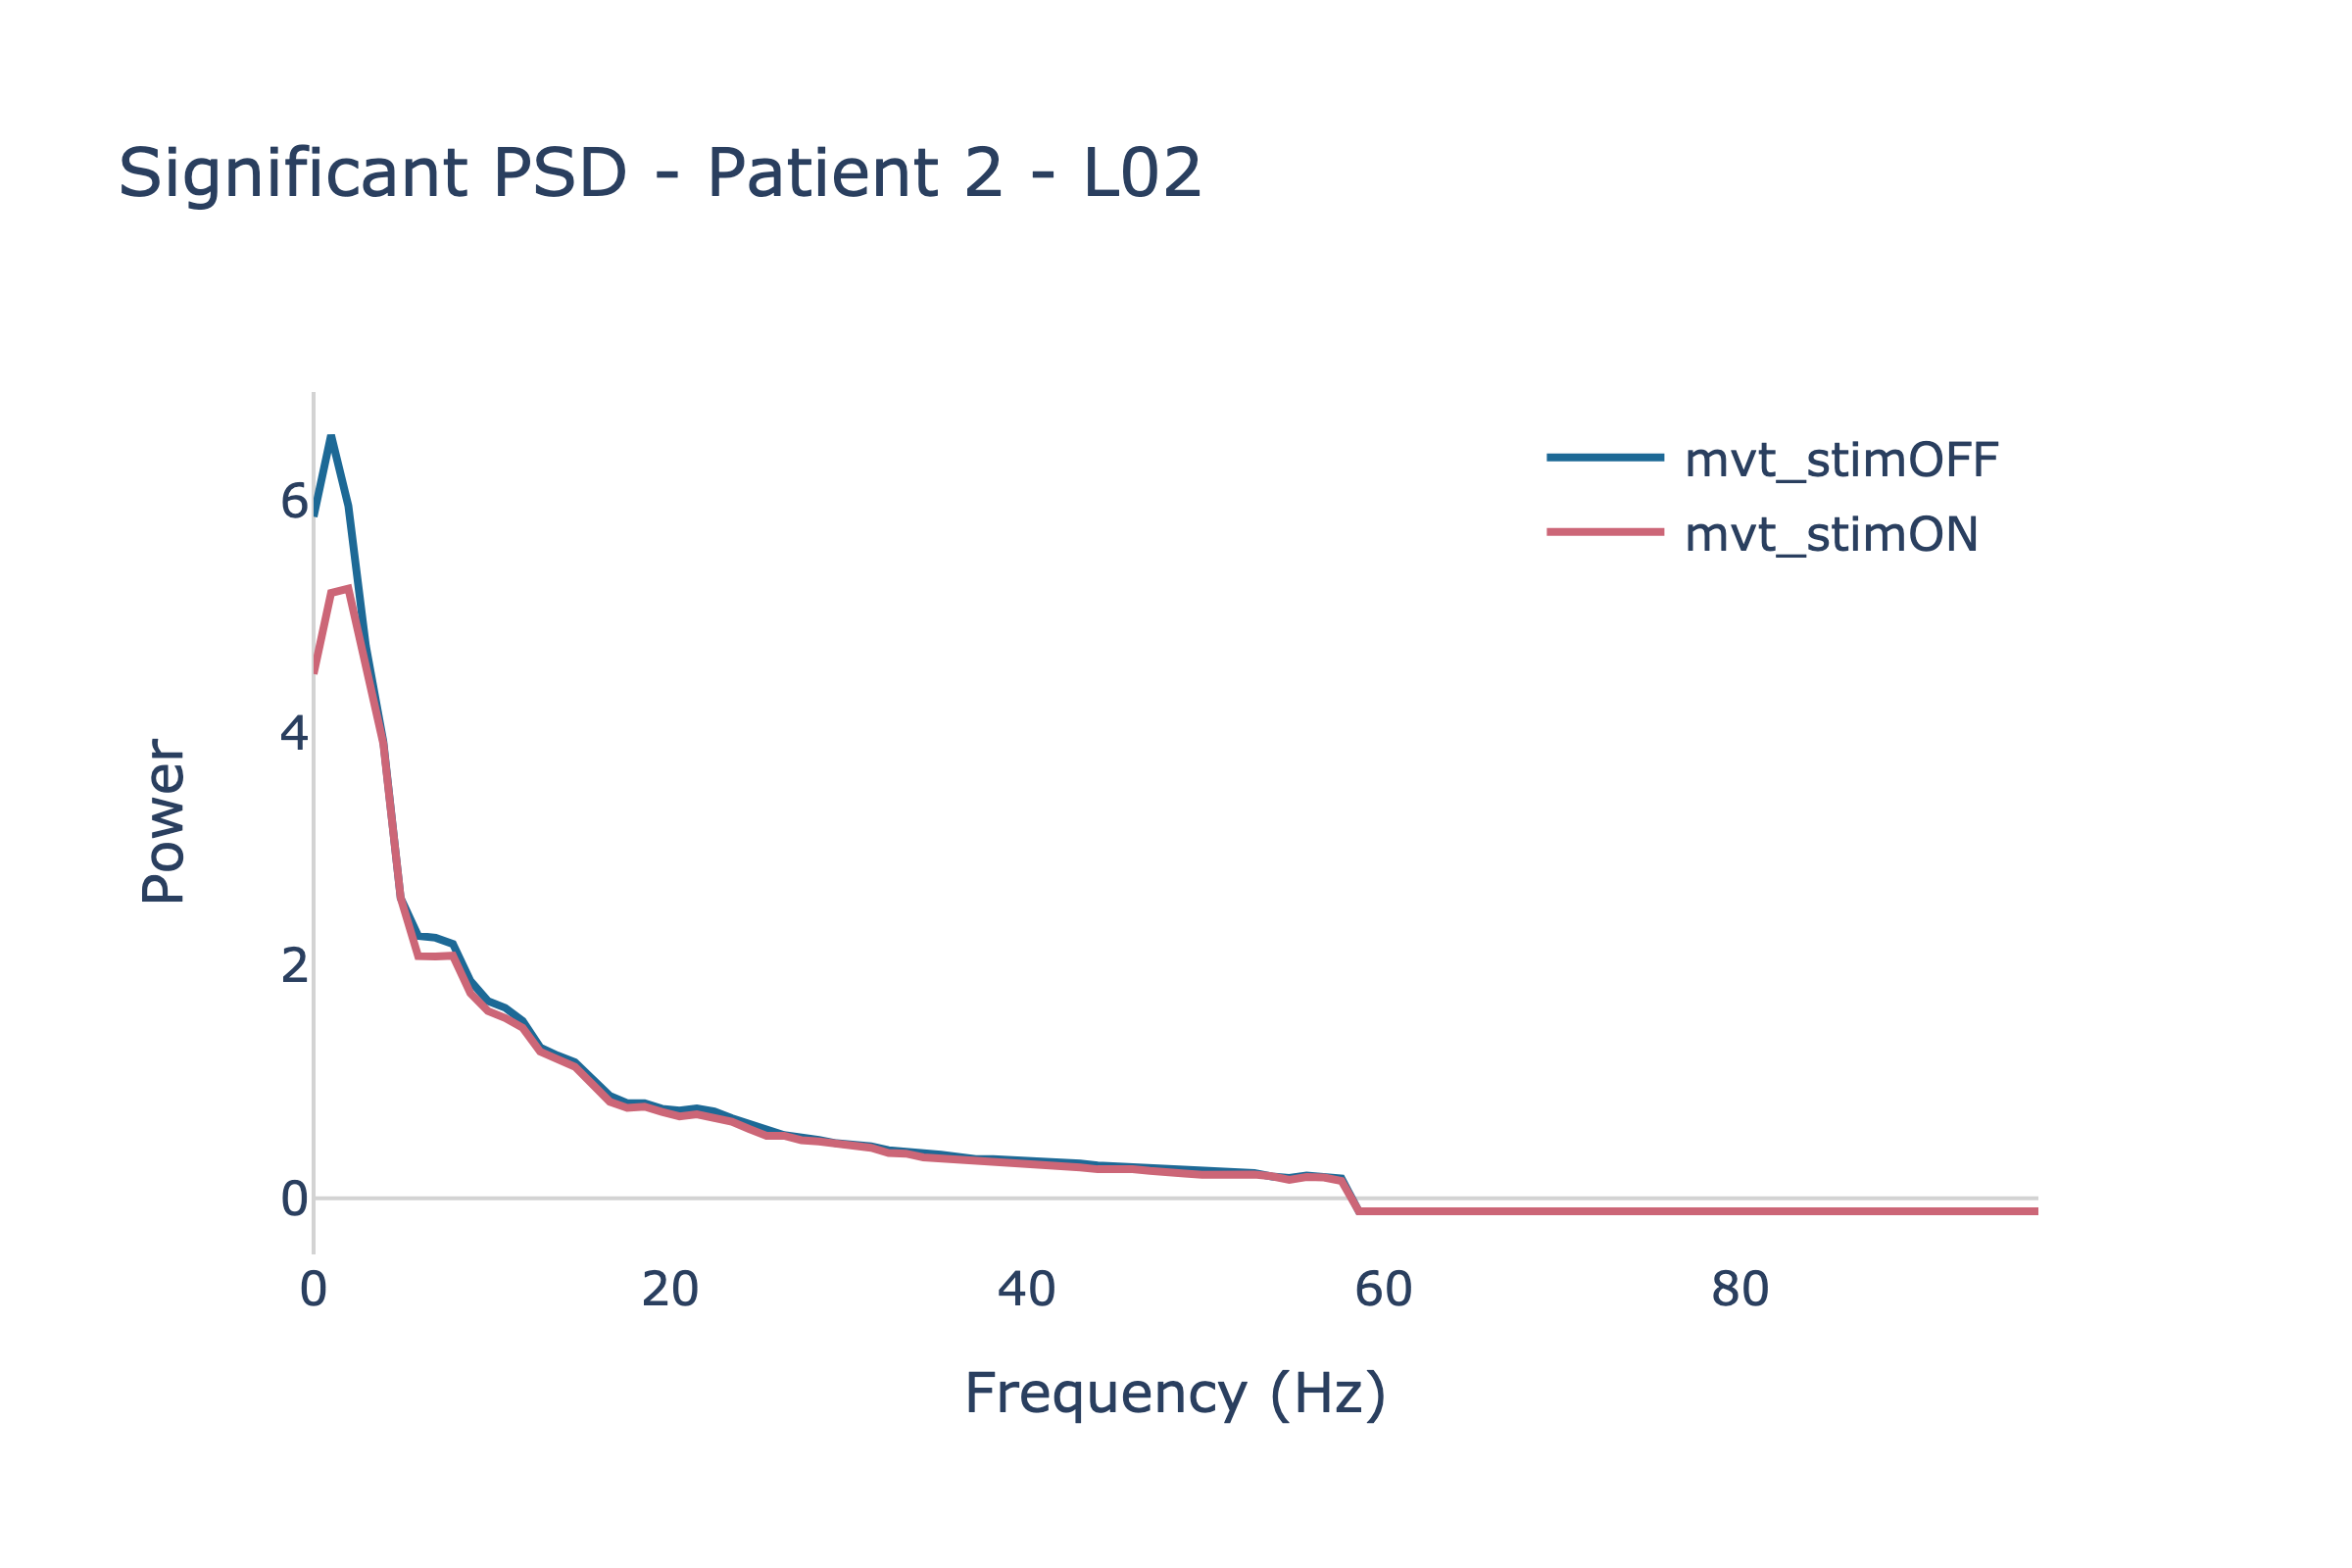 Significant PSD - Patient 2 - L02
mvt_stimOFF
mvt_stimON
6
4
2
0
Power
0 20 40 60 80
Frequency (Hz)